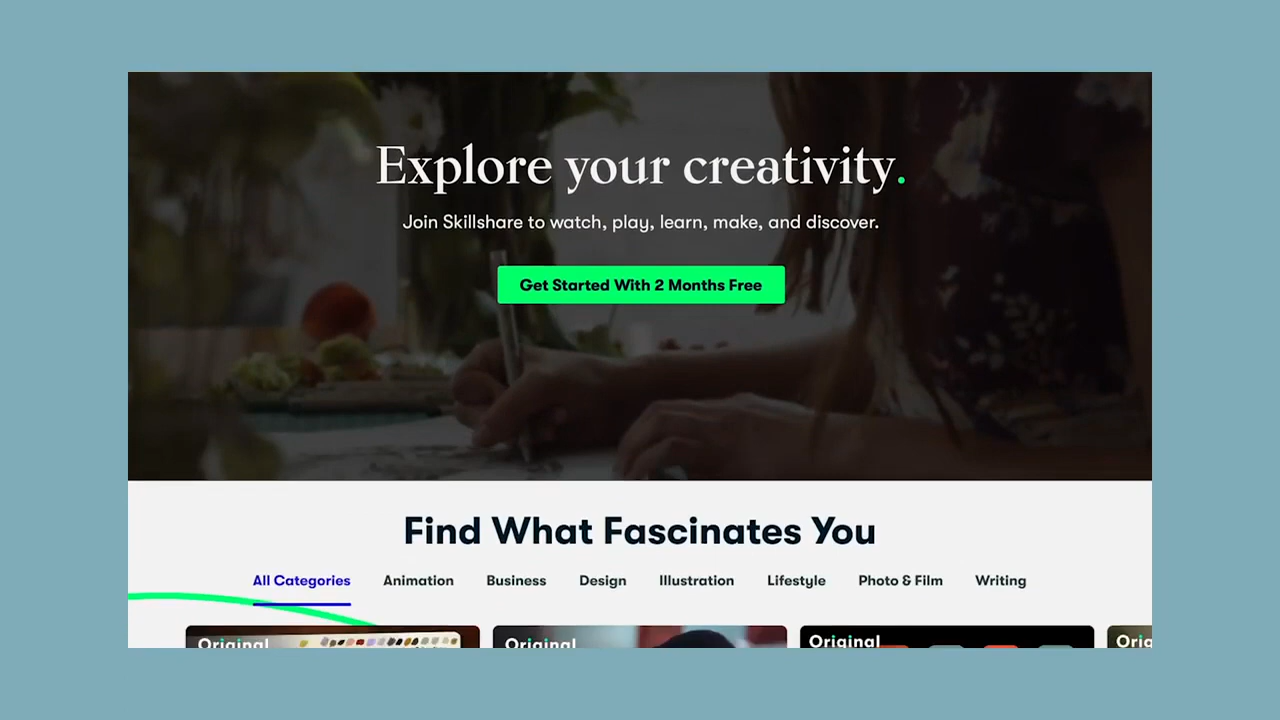 Explore your creativity.
Join Skillshare to watch, play, learn, make, and discover.
Get Started With 2 Months Free
Find What Fascinates You
All Categories Animation Business Design Illustration Lifestyle Photo & Film Writing
Original Original Original